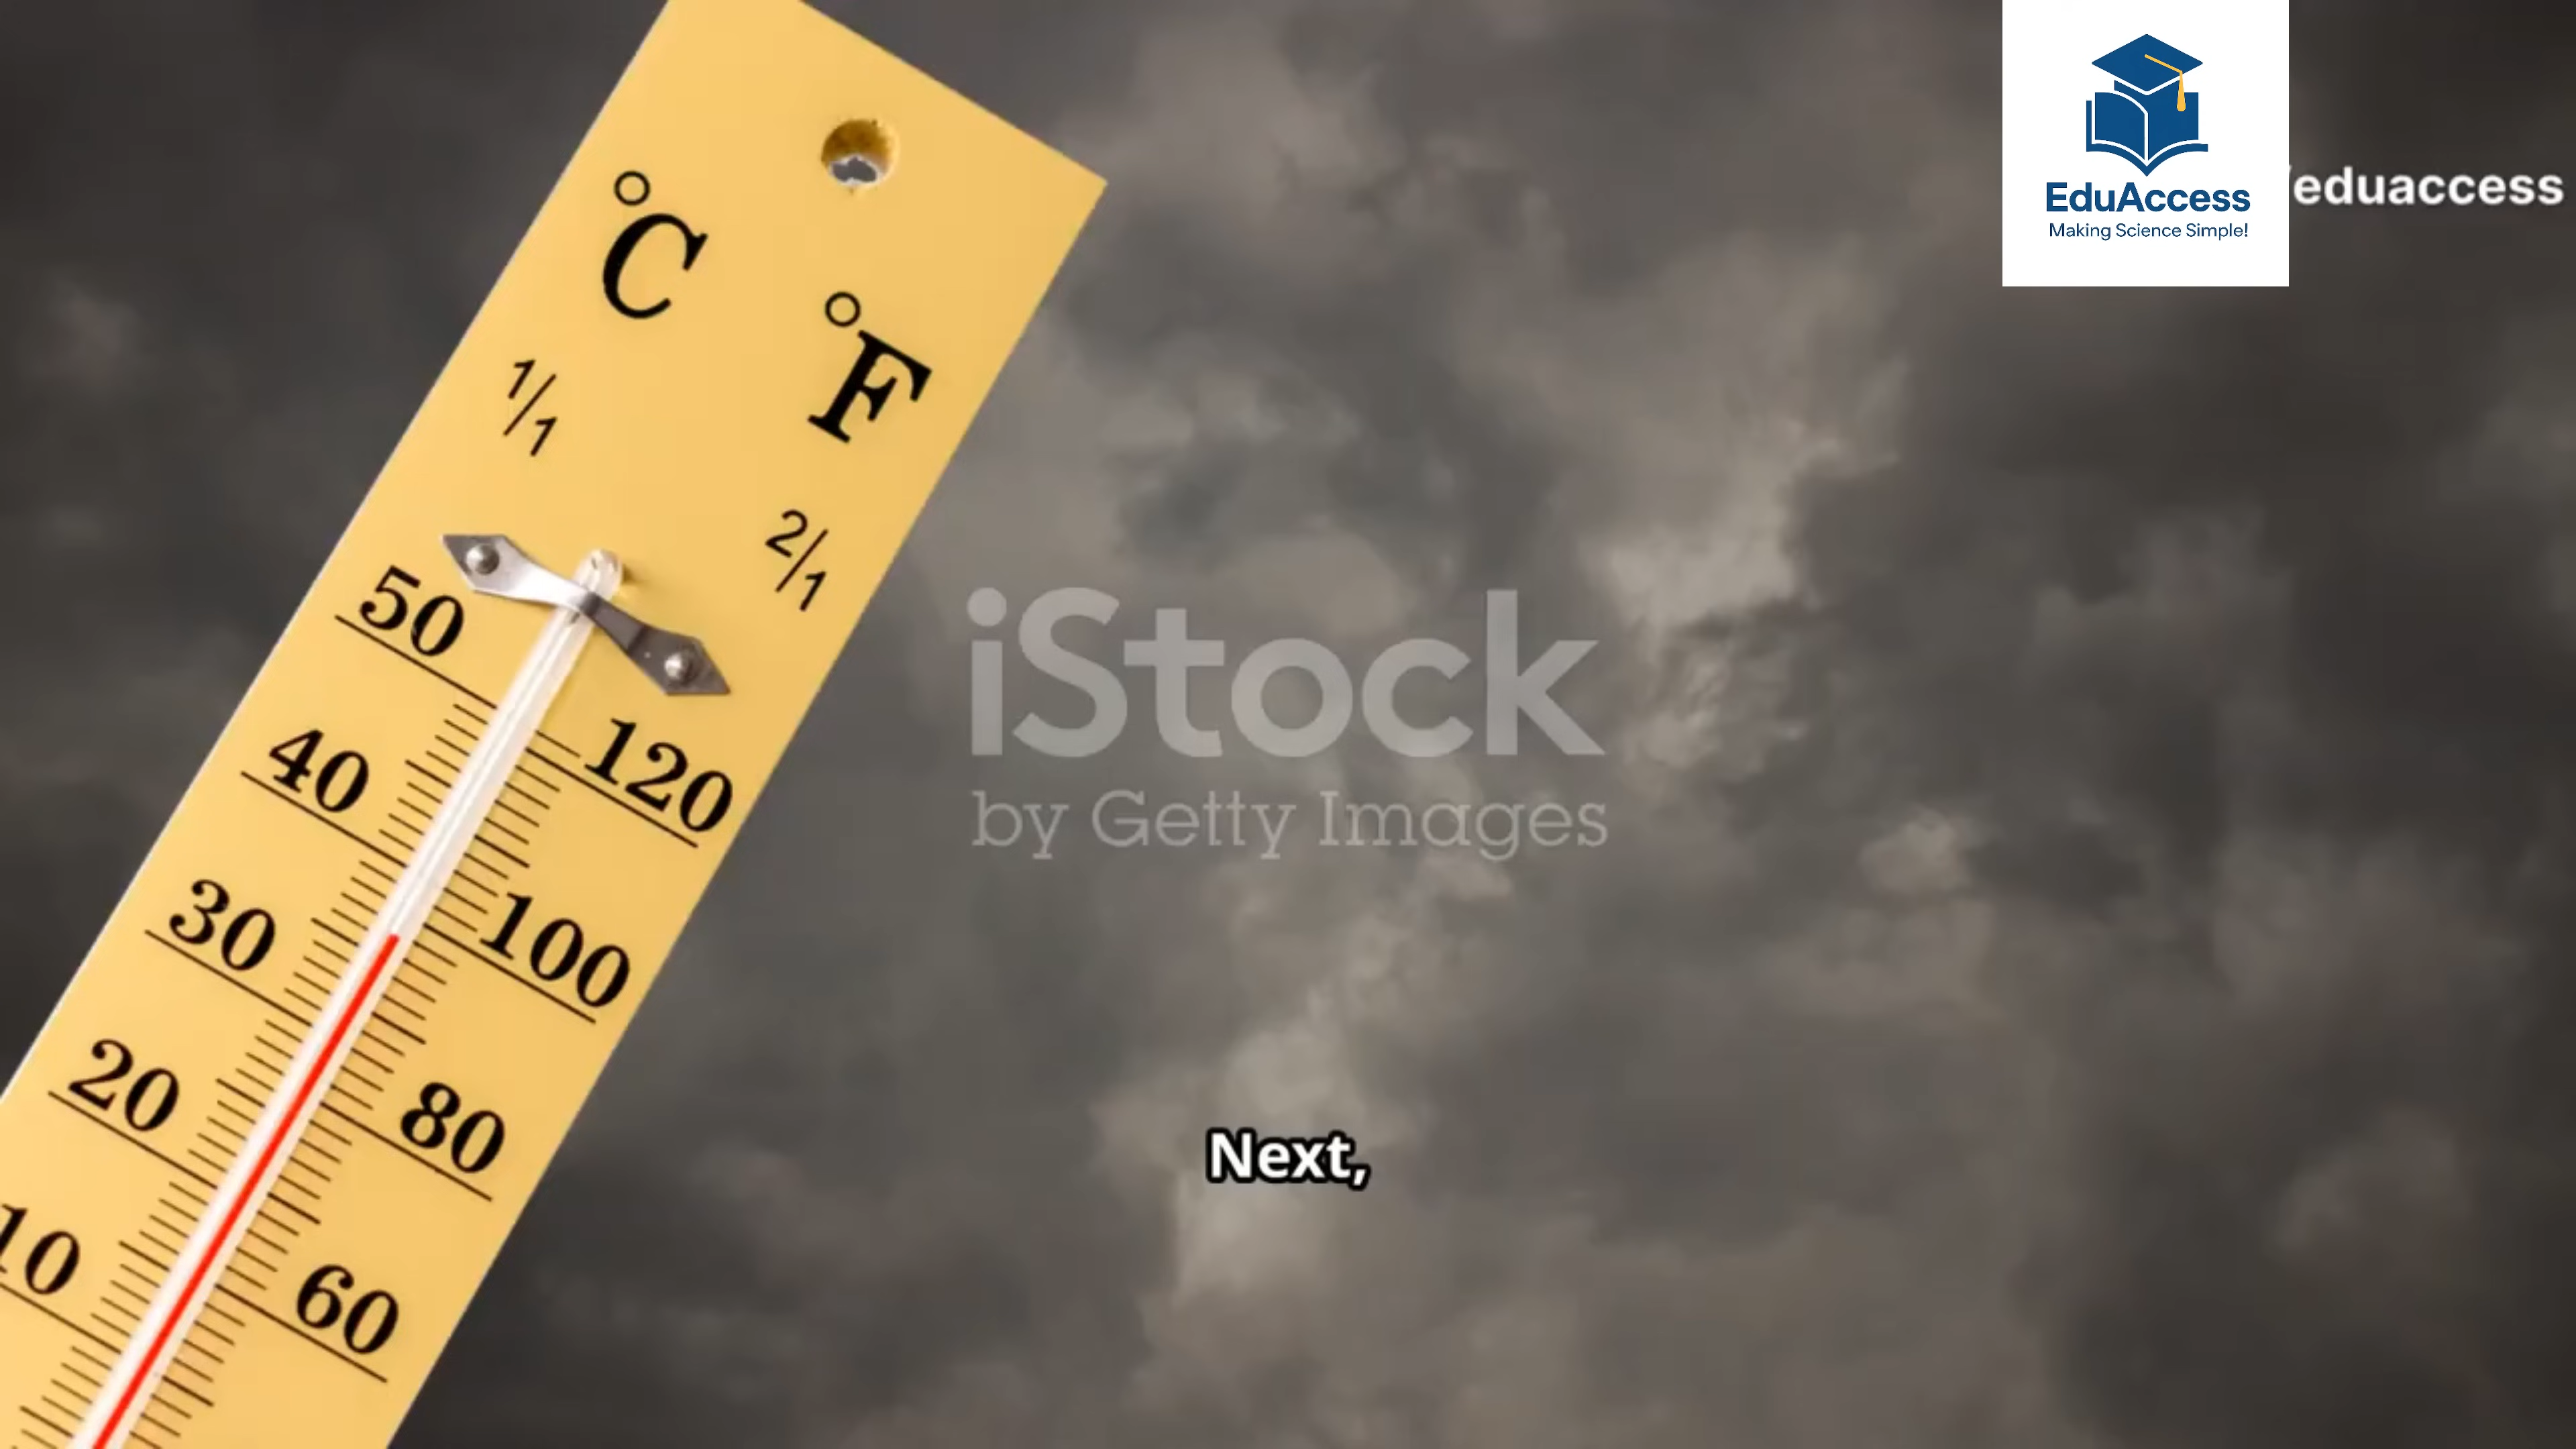 EduAccess
Making Science Simple!
/eduaccess
°C
°F
1/1
2/1
50
120
40
100
30
80
20
60
10
iStock
by Getty Images
Next,